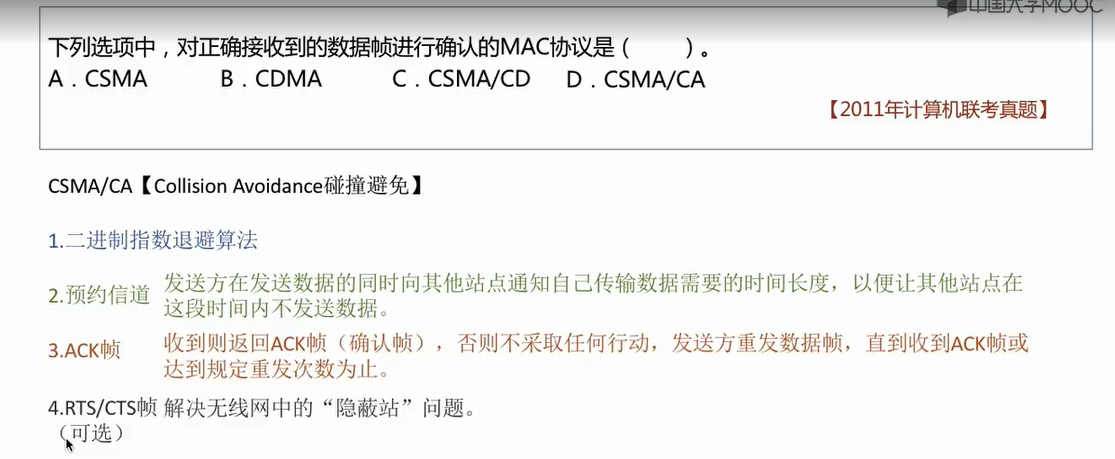 中国大学MOOC
下列选项中，对正确接收到的数据帧进行确认的MAC协议是（　　）。
A．CSMA　B．CDMA　C．CSMA/CD　D．CSMA/CA
【2011年计算机联考真题】
CSMA/CA【Collision Avoidance碰撞避免】
1.二进制指数退避算法
2.预约信道 发送方在发送数据的同时向其他站点通知自己传输数据需要的时间长度，以便让其他站点在
这段时间内不发送数据。
3.ACK帧 收到则返回ACK帧（确认帧），否则不采取任何行动，发送方重发数据帧，直到收到ACK帧或
达到规定重发次数为止。
4.RTS/CTS帧 解决无线网中的“隐蔽站”问题。
（可选）